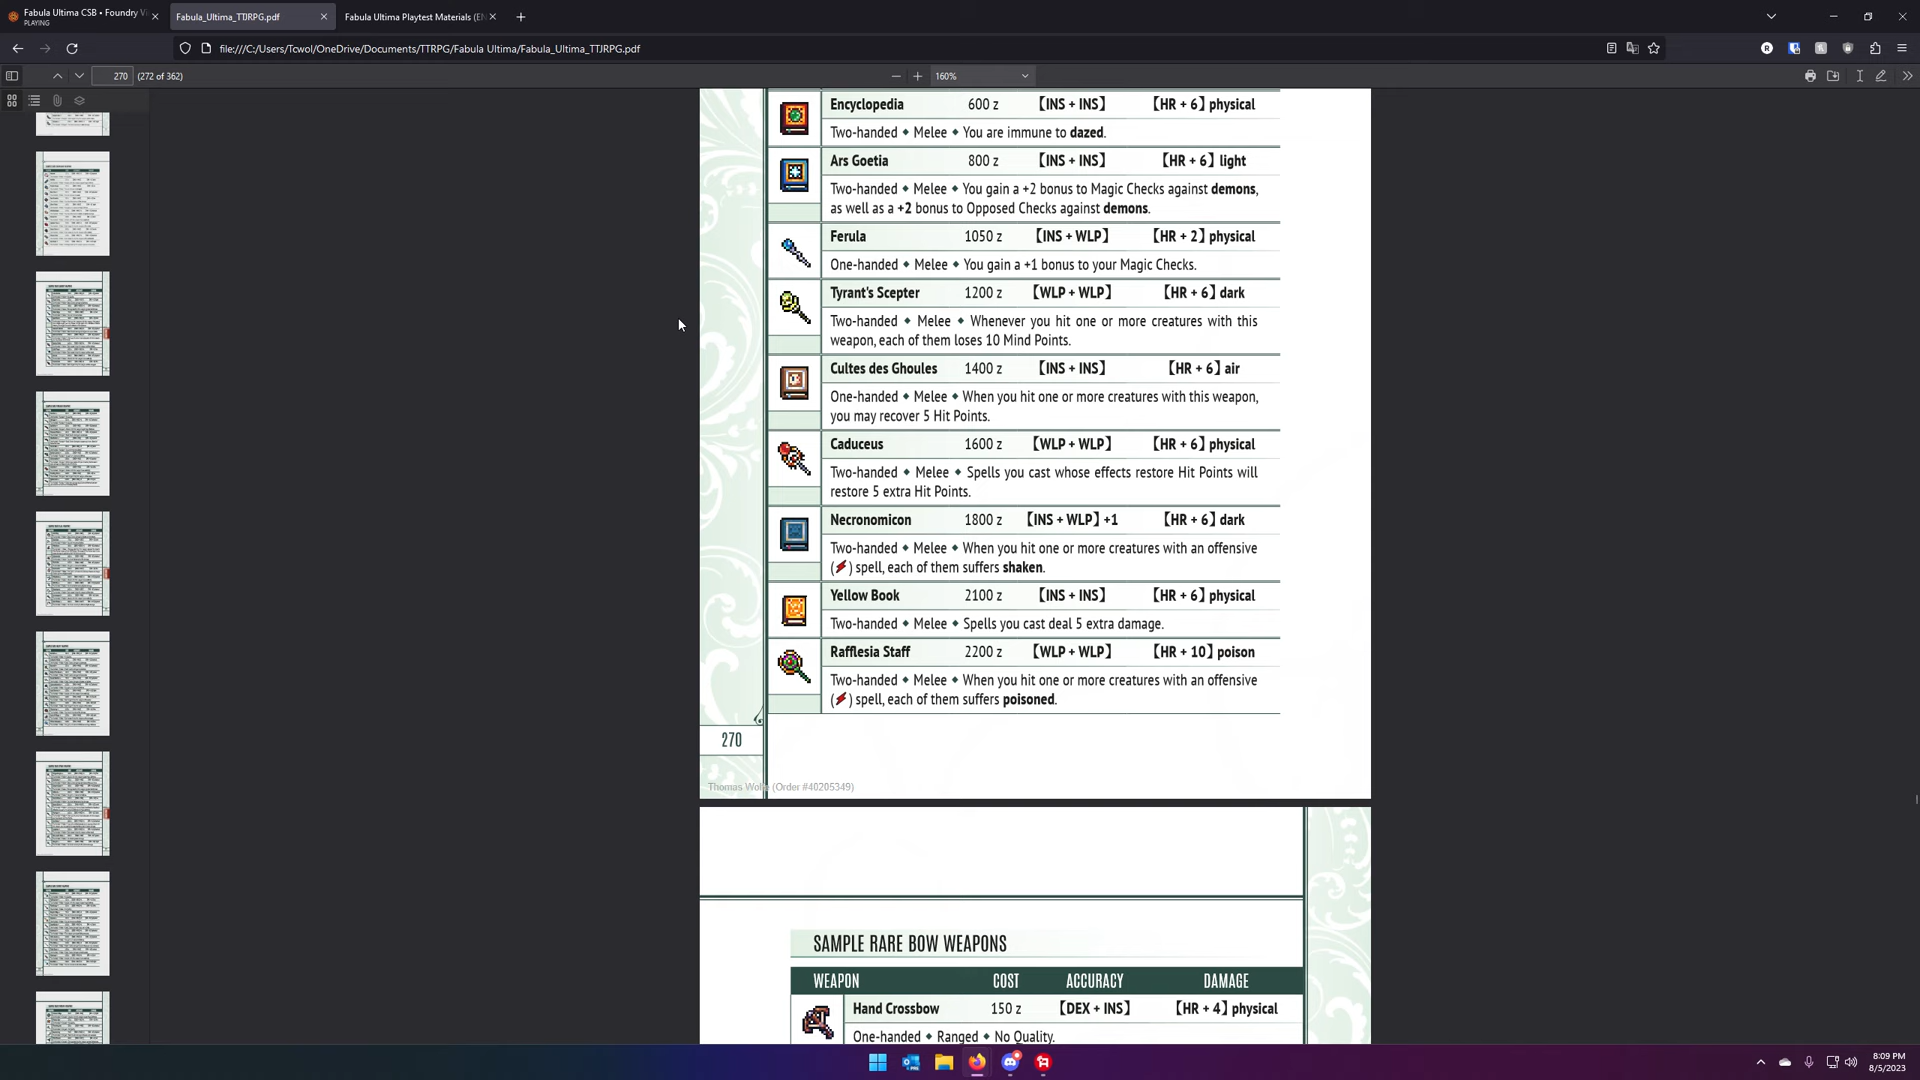 Fabula Ultima CSB • Foundry Vi
PLAYING
Fabula_Ultima_TTJRPG.pdf
Fabula Ultima Playtest Materials (EN
file:///C:/Users/Tcwol/OneDrive/Documents/TTRPG/Fabula Ultima/Fabula_Ultima_TTJRPG.pdf
270 (272 of 362)
160%
Encyclopedia 600 z 【INS + INS】 【HR + 6】 physical
Two-handed ◆ Melee ◆ You are immune to dazed.
Ars Goetia 800 z 【INS + INS】 【HR + 6】 light
Two-handed ◆ Melee ◆ You gain a +2 bonus to Magic Checks against demons,
as well as a +2 bonus to Opposed Checks against demons.
Ferula 1050 z 【INS + WLP】 【HR + 2】 physical
One-handed ◆ Melee ◆ You gain a +1 bonus to your Magic Checks.
Tyrant's Scepter 1200 z 【WLP + WLP】 【HR + 6】 dark
Two-handed ◆ Melee ◆ Whenever you hit one or more creatures with this
weapon, each of them loses 10 Mind Points.
Cultes des Ghoules 1400 z 【INS + INS】 【HR + 6】 air
One-handed ◆ Melee ◆ When you hit one or more creatures with this weapon,
you may recover 5 Hit Points.
Caduceus 1600 z 【WLP + WLP】 【HR + 6】 physical
Two-handed ◆ Melee ◆ Spells you cast whose effects restore Hit Points will
restore 5 extra Hit Points.
Necronomicon 1800 z 【INS + WLP】 +1 【HR + 6】 dark
Two-handed ◆ Melee ◆ When you hit one or more creatures with an offensive
(⚡) spell, each of them suffers shaken.
Yellow Book 2100 z 【INS + INS】 【HR + 6】 physical
Two-handed ◆ Melee ◆ Spells you cast deal 5 extra damage.
Rafflesia Staff 2200 z 【WLP + WLP】 【HR + 10】 poison
Two-handed ◆ Melee ◆ When you hit one or more creatures with an offensive
(⚡) spell, each of them suffers poisoned.
270
Thomas (Order #40205349)
SAMPLE RARE BOW WEAPONS
WEAPON COST ACCURACY DAMAGE
Hand Crossbow 150 z 【DEX + INS】 【HR + 4】 physical
One-handed ◆ Ranged ◆ No Quality.
8:09 PM
8/5/2023